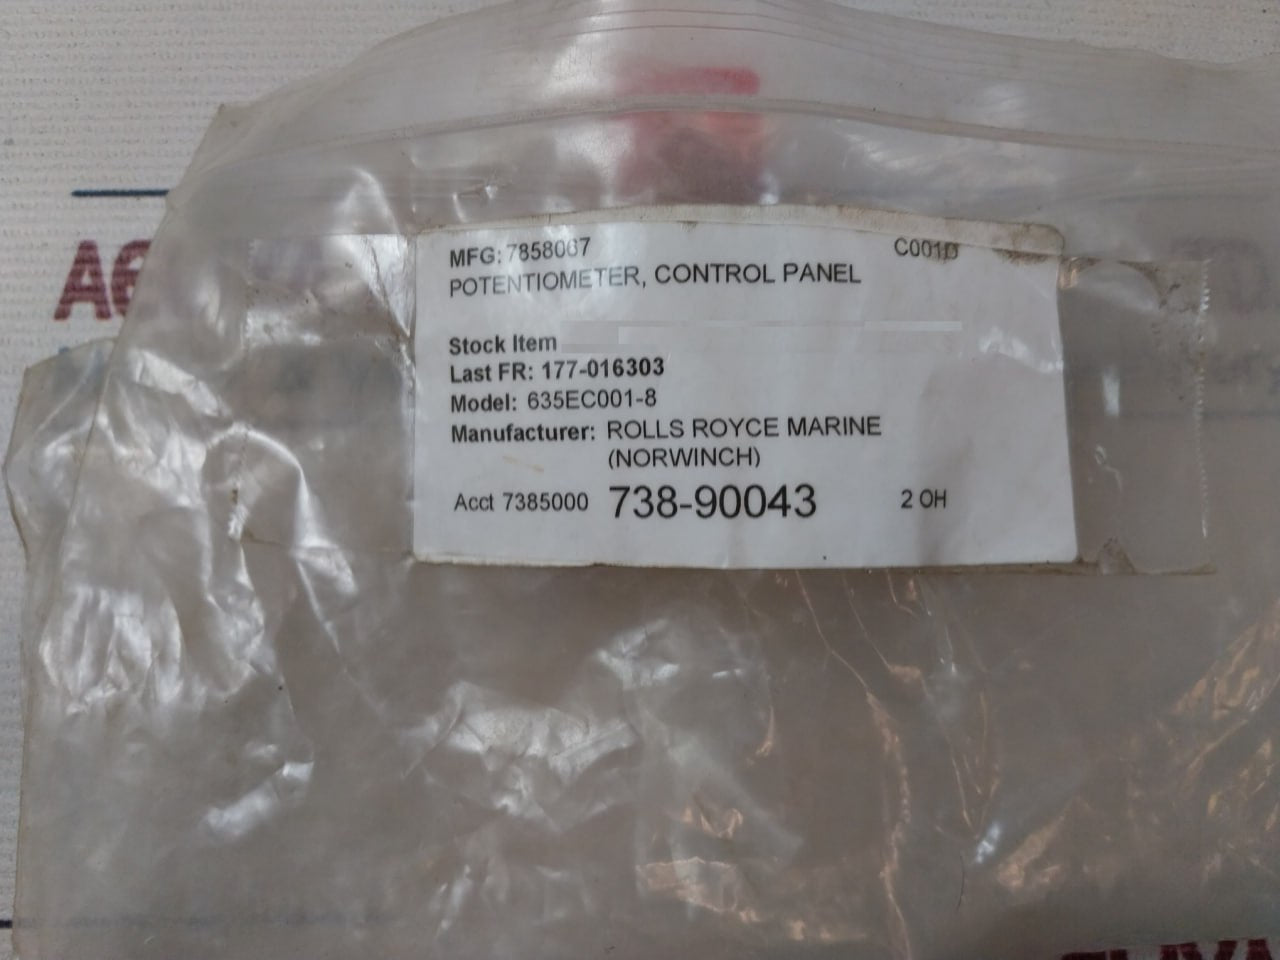 MFG: 7858067 C001D
POTENTIOMETER, CONTROL PANEL
Stock Item
Last FR: 177-016303
Model: 635EC001-8
Manufacturer: ROLLS ROYCE MARINE
(NORWINCH)
Acct 7385000 738-90043 2 OH